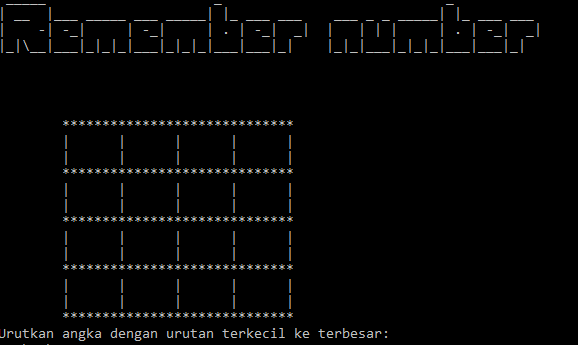 Remember number
Urutkan angka dengan urutan terkecil ke terbesar: